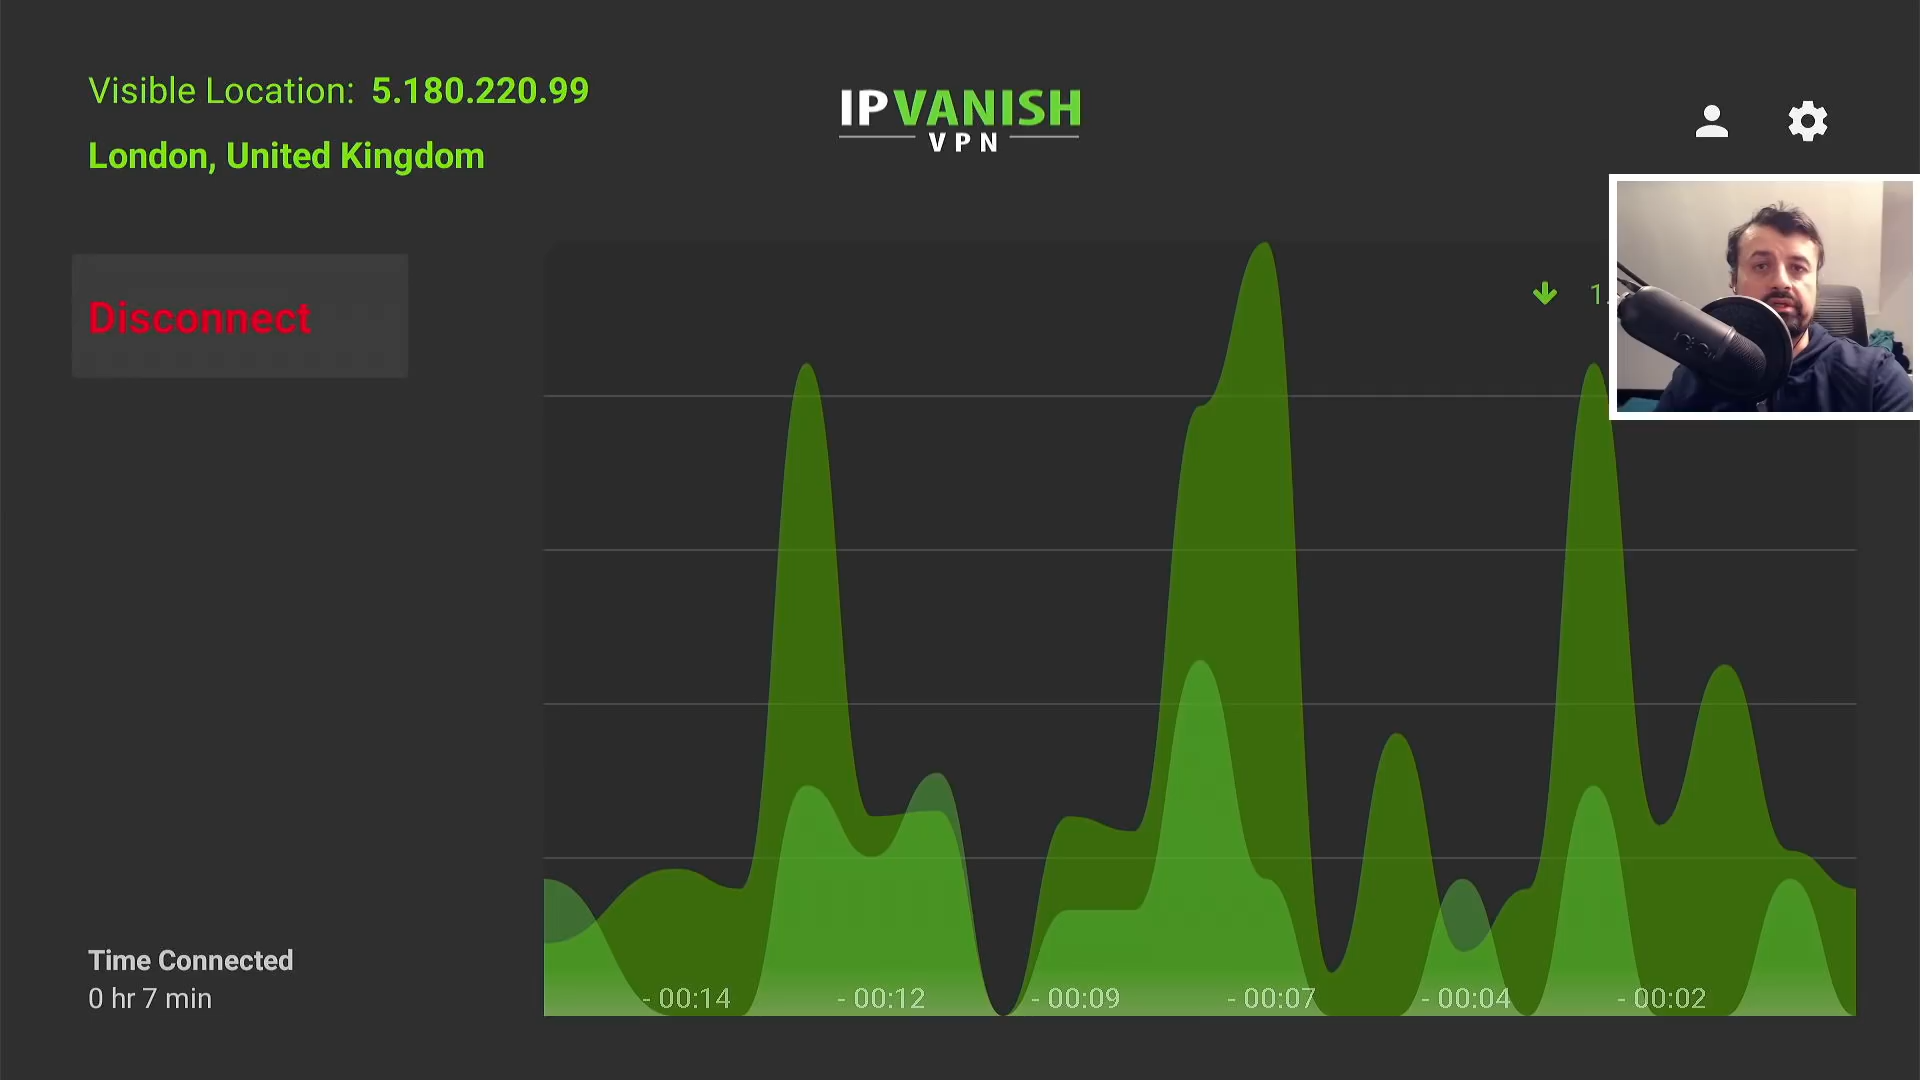 Visible Location: 5.180.220.99
London, United Kingdom
IPVANISH
VPN
Disconnect
1.
Time Connected
0 hr 7 min
- 00:14 - 00:12 - 00:09 - 00:07 - 00:04 - 00:02